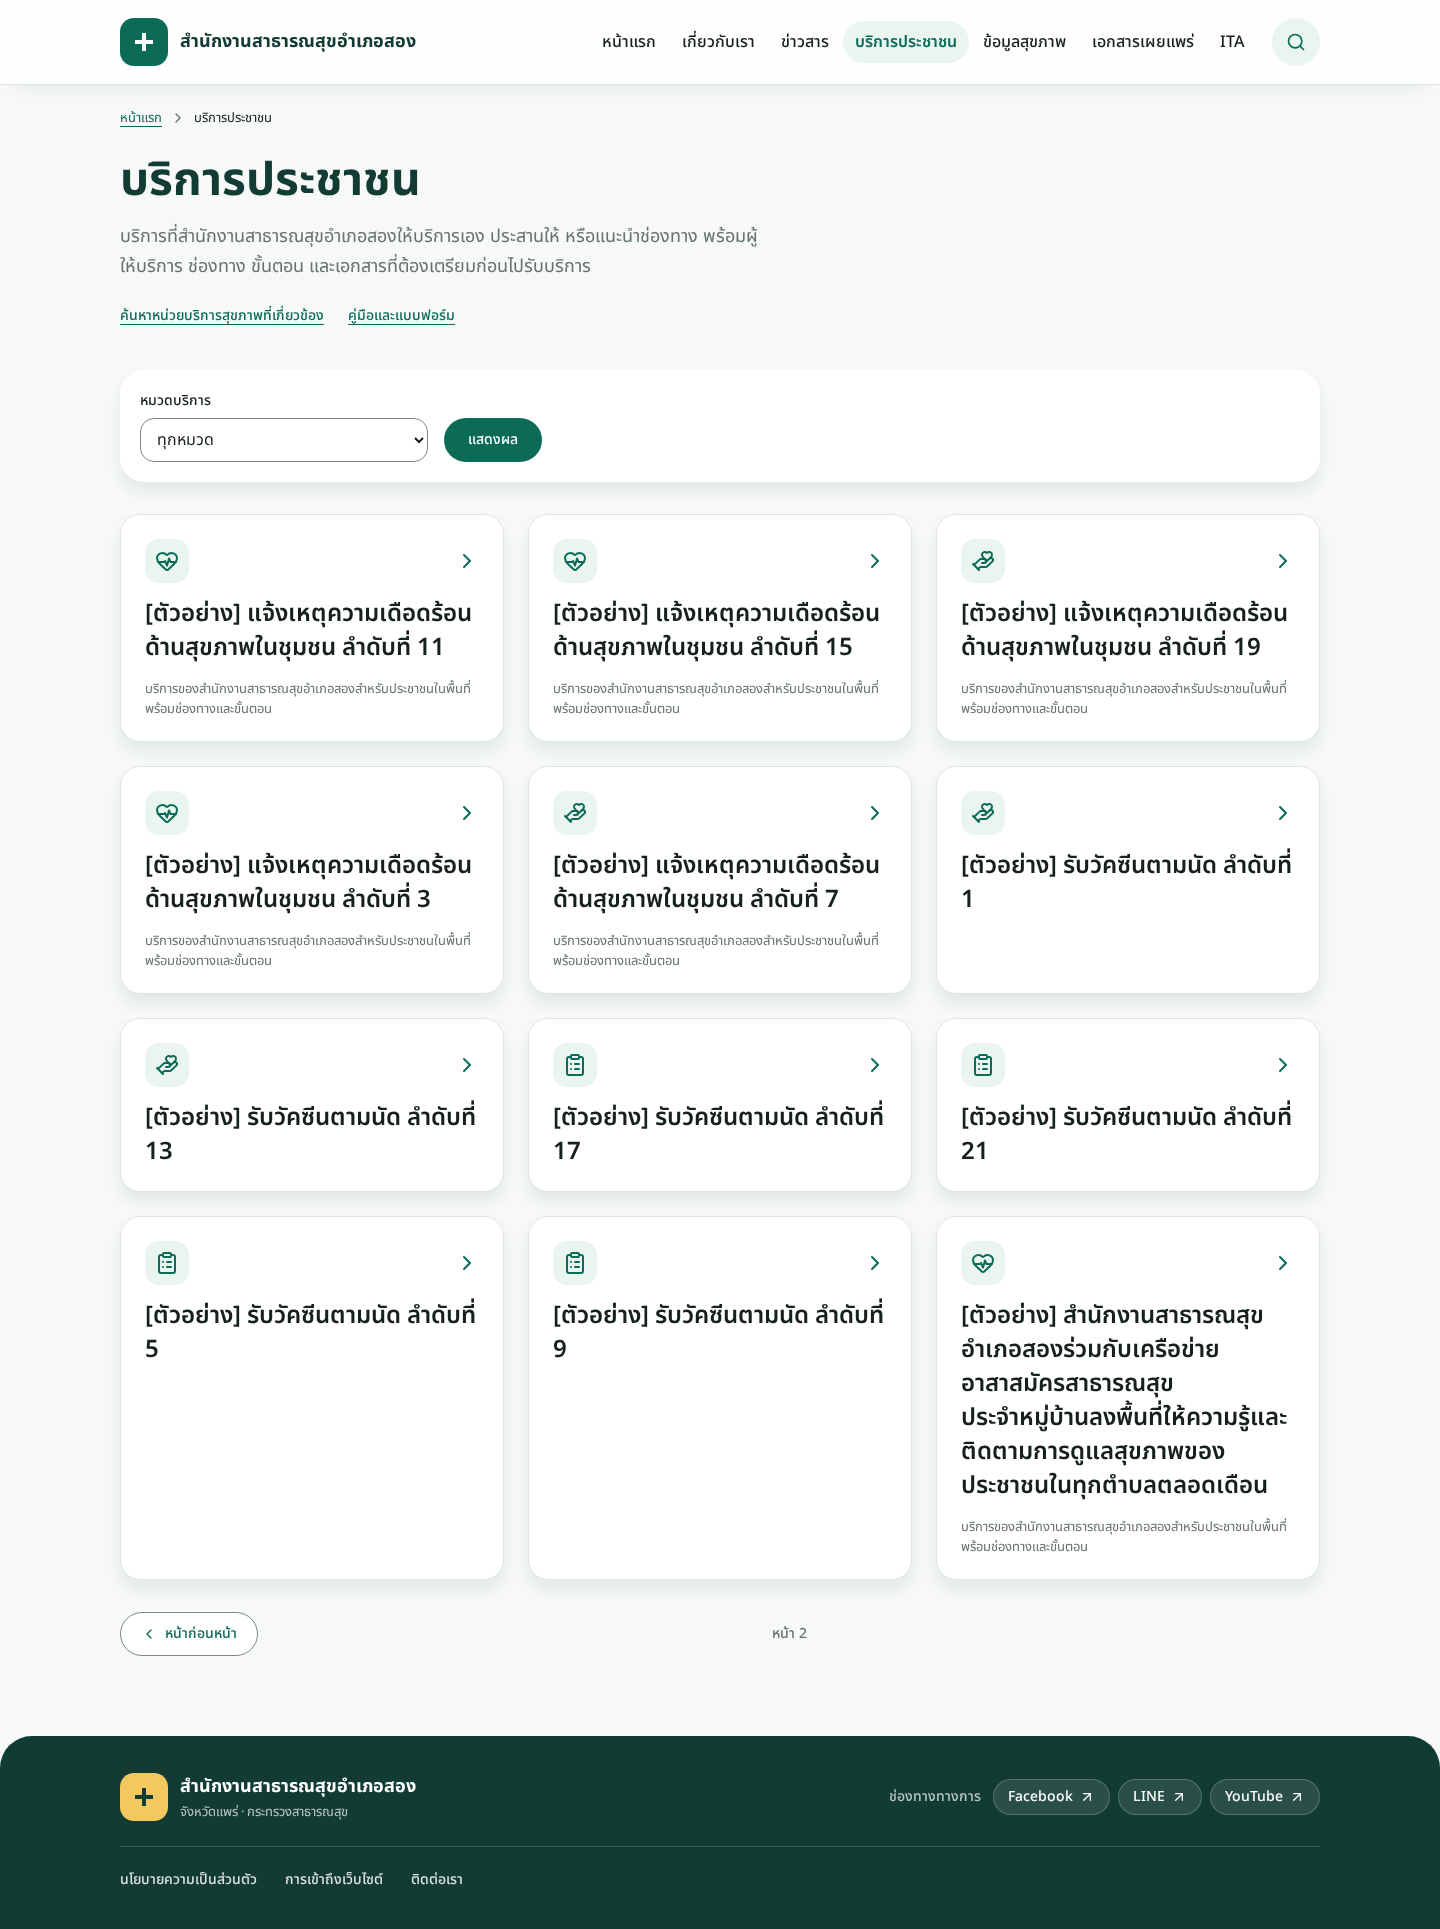 สำนักงานสาธารณสุขอำเภอสอง
หน้าแรก
เกี่ยวกับเรา
ข่าวสาร
บริการประชาชน
ข้อมูลสุขภาพ
เอกสารเผยแพร่
ITA
หน้าแรก
บริการประชาชน
บริการประชาชน
บริการที่สำนักงานสาธารณสุขอำเภอสองให้บริการเอง ประสานให้ หรือแนะนำช่องทาง พร้อมผู้
ให้บริการ ช่องทาง ขั้นตอน และเอกสารที่ต้องเตรียมก่อนไปรับบริการ
ค้นหาหน่วยบริการสุขภาพที่เกี่ยวข้อง
คู่มือและแบบฟอร์ม
หมวดบริการ
ทุกหมวด
แสดงผล
[ตัวอย่าง] แจ้งเหตุความเดือดร้อน
ด้านสุขภาพในชุมชน ลำดับที่ 11
บริการของสำนักงานสาธารณสุขอำเภอสองสำหรับประชาชนในพื้นที่
พร้อมช่องทางและขั้นตอน
[ตัวอย่าง] แจ้งเหตุความเดือดร้อน
ด้านสุขภาพในชุมชน ลำดับที่ 15
บริการของสำนักงานสาธารณสุขอำเภอสองสำหรับประชาชนในพื้นที่
พร้อมช่องทางและขั้นตอน
[ตัวอย่าง] แจ้งเหตุความเดือดร้อน
ด้านสุขภาพในชุมชน ลำดับที่ 19
บริการของสำนักงานสาธารณสุขอำเภอสองสำหรับประชาชนในพื้นที่
พร้อมช่องทางและขั้นตอน
[ตัวอย่าง] แจ้งเหตุความเดือดร้อน
ด้านสุขภาพในชุมชน ลำดับที่ 3
บริการของสำนักงานสาธารณสุขอำเภอสองสำหรับประชาชนในพื้นที่
พร้อมช่องทางและขั้นตอน
[ตัวอย่าง] แจ้งเหตุความเดือดร้อน
ด้านสุขภาพในชุมชน ลำดับที่ 7
บริการของสำนักงานสาธารณสุขอำเภอสองสำหรับประชาชนในพื้นที่
พร้อมช่องทางและขั้นตอน
[ตัวอย่าง] รับวัคซีนตามนัด ลำดับที่
1
[ตัวอย่าง] รับวัคซีนตามนัด ลำดับที่
13
[ตัวอย่าง] รับวัคซีนตามนัด ลำดับที่
17
[ตัวอย่าง] รับวัคซีนตามนัด ลำดับที่
21
[ตัวอย่าง] รับวัคซีนตามนัด ลำดับที่
5
[ตัวอย่าง] รับวัคซีนตามนัด ลำดับที่
9
[ตัวอย่าง] สำนักงานสาธารณสุข
อำเภอสองร่วมกับเครือข่าย
อาสาสมัครสาธารณสุข
ประจำหมู่บ้านลงพื้นที่ให้ความรู้และ
ติดตามการดูแลสุขภาพของ
ประชาชนในทุกตำบลตลอดเดือน
บริการของสำนักงานสาธารณสุขอำเภอสองสำหรับประชาชนในพื้นที่
พร้อมช่องทางและขั้นตอน
หน้าก่อนหน้า
หน้า 2
สำนักงานสาธารณสุขอำเภอสอง
จังหวัดแพร่ · กระทรวงสาธารณสุข
ช่องทางทางการ
Facebook
LINE
YouTube
นโยบายความเป็นส่วนตัว
การเข้าถึงเว็บไซต์
ติดต่อเรา